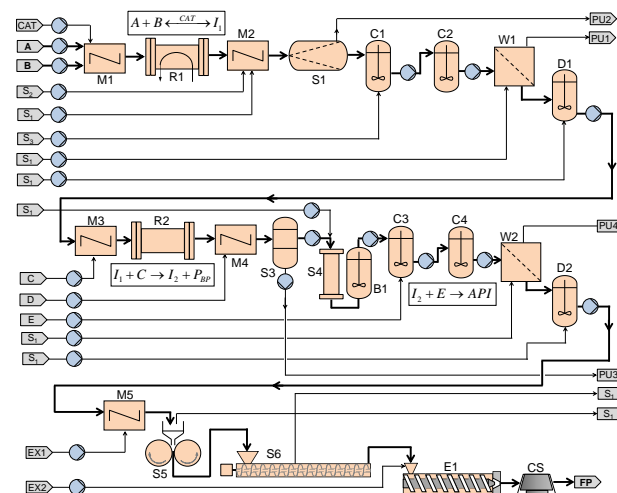 CAT
A + B ←CAT→ I₁
PU2
A
M2
C1
C2
W1
PU1
B
M1
R1
S1
D1
S₂
S₁
S₃
S₁
S₁
S₁
M3
R2
C3
C4
W2
PU4
M4
S3
S4
D2
C
I₁ + C → I₂ + P_BP
B1
I₂ + E → API
D
E
S₁
S₁
PU3
M5
S₁
S₁
EX1
S5
S6
E1
CS
FP
EX2